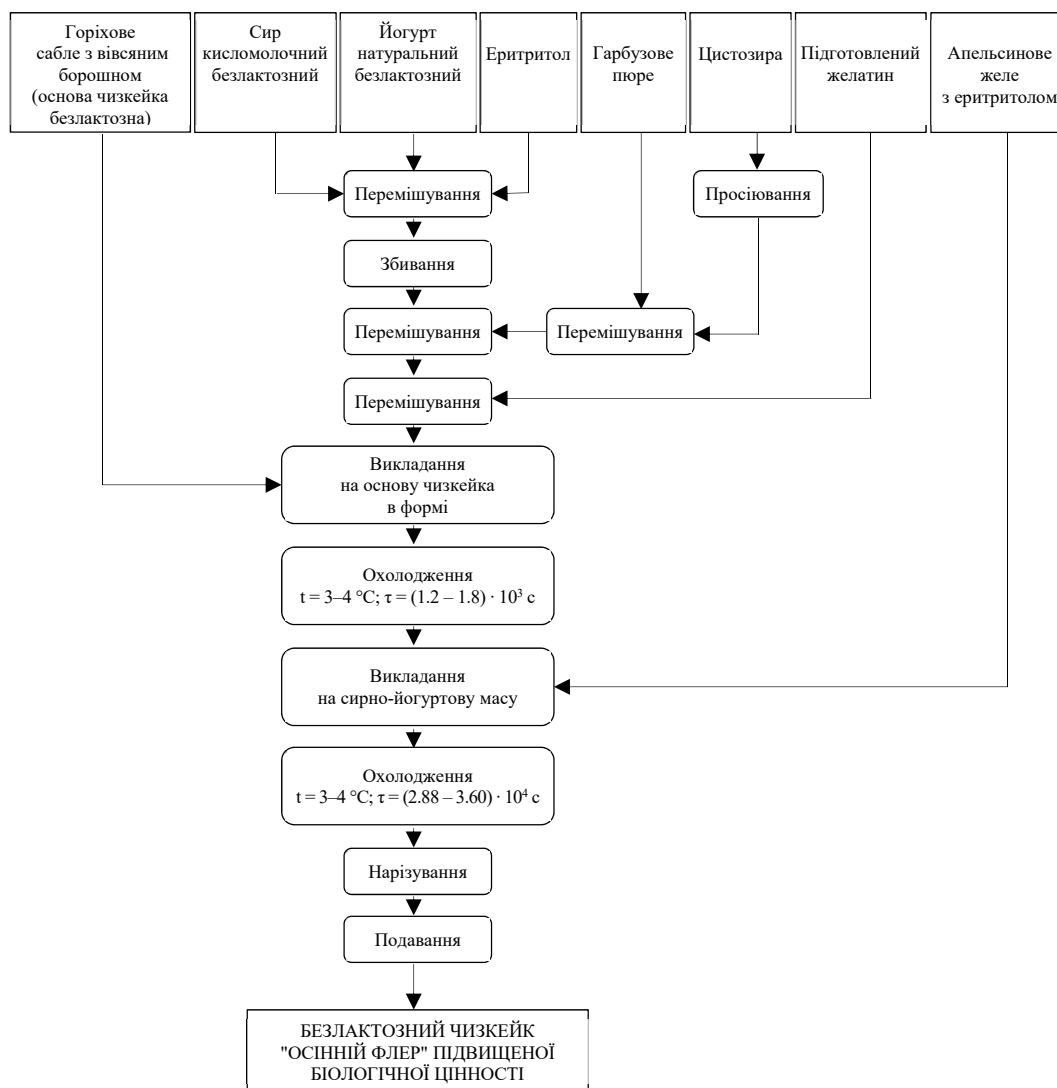 Горіхове
сабле з вівсяним
борошном
(основа чизкейка
безлактозна)
Сир
кисломолочний
безлактозний
Йогурт
натуральний
безлактозний
Еритритол
Гарбузове
пюре
Цистозира
Підготовлений
желатин
Апельсинове
желе
з еритритолом
Перемішування
Просіювання
Збивання
Перемішування
Перемішування
Перемішування
Викладання
на основу чизкейка
в формі
Охолодження
t = 3–4 °C; τ = (1.2 – 1.8) · 10³ с
Викладання
на сирно-йогуртову масу
Охолодження
t = 3–4 °C; τ = (2.88 – 3.60) · 10⁴ с
Нарізування
Подавання
БЕЗЛАКТОЗНИЙ ЧИЗКЕЙК
"ОСІННІЙ ФЛЕР" ПІДВИЩЕНОЇ
БІОЛОГІЧНОЇ ЦІННОСТІ